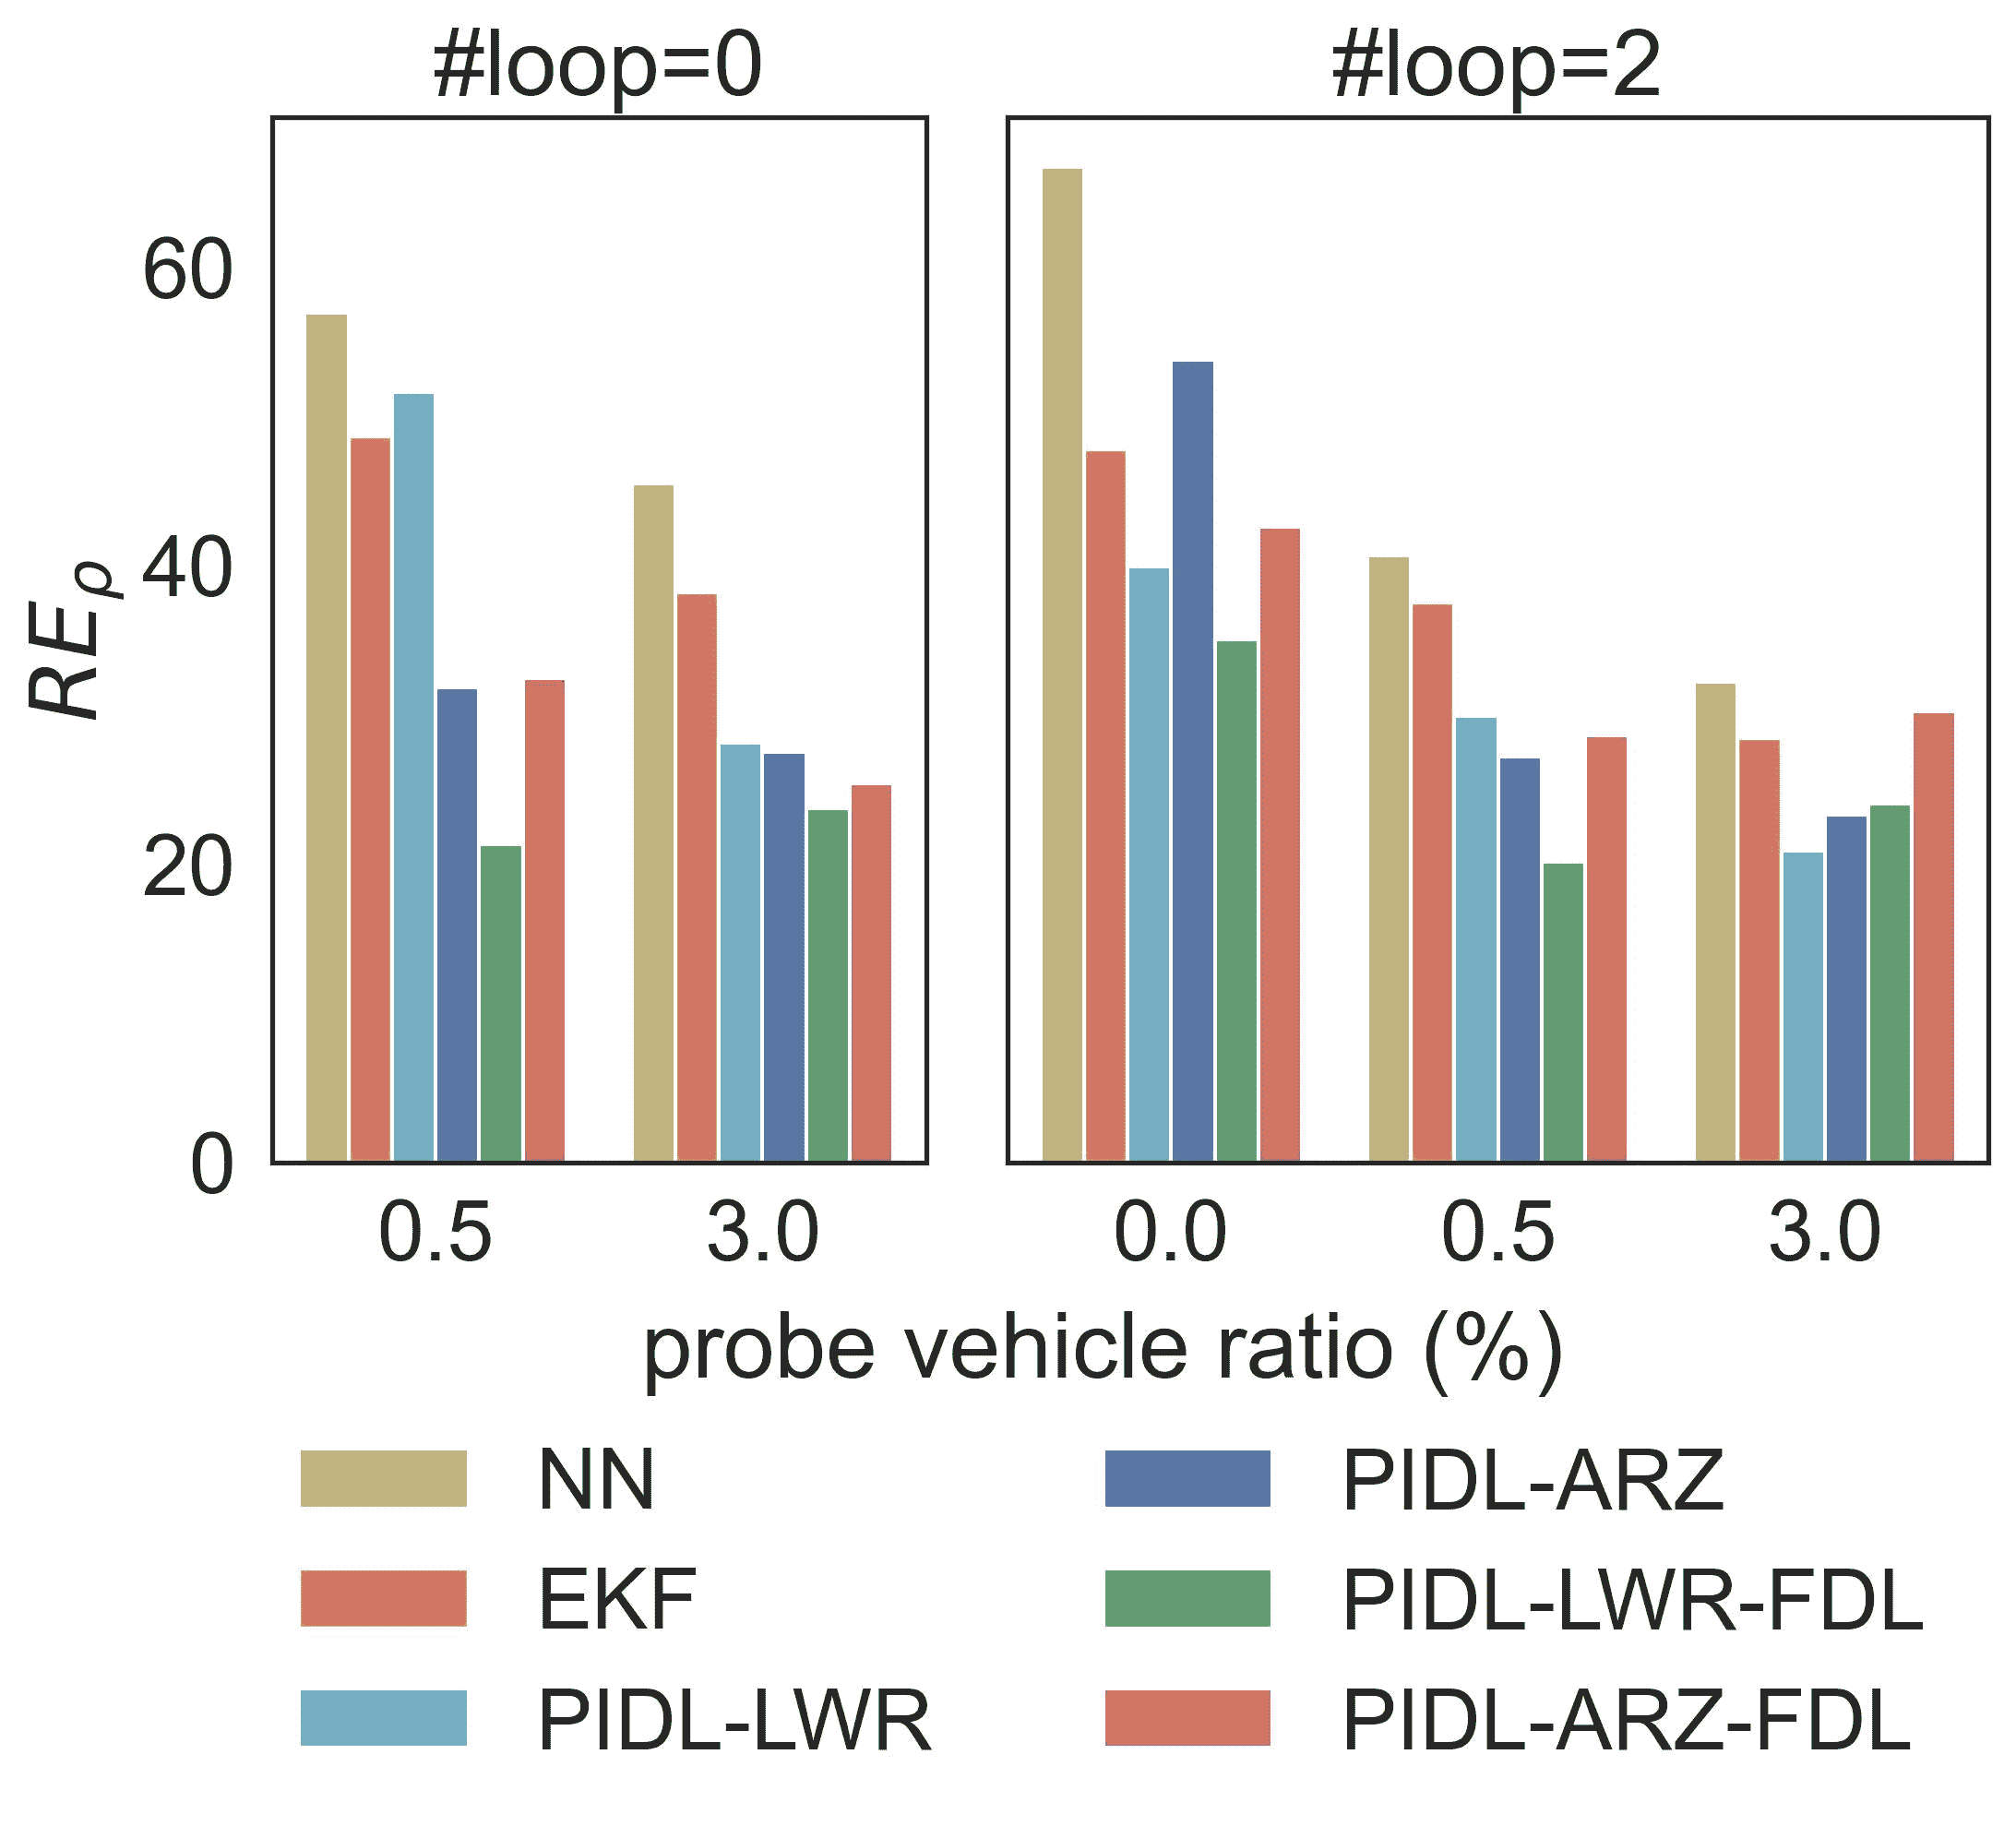 #loop=0 #loop=2
60
40
20
0
REρ
0.5 3.0 0.0 0.5 3.0
probe vehicle ratio (%)
NN PIDL-ARZ
EKF PIDL-LWR-FDL
PIDL-LWR PIDL-ARZ-FDL